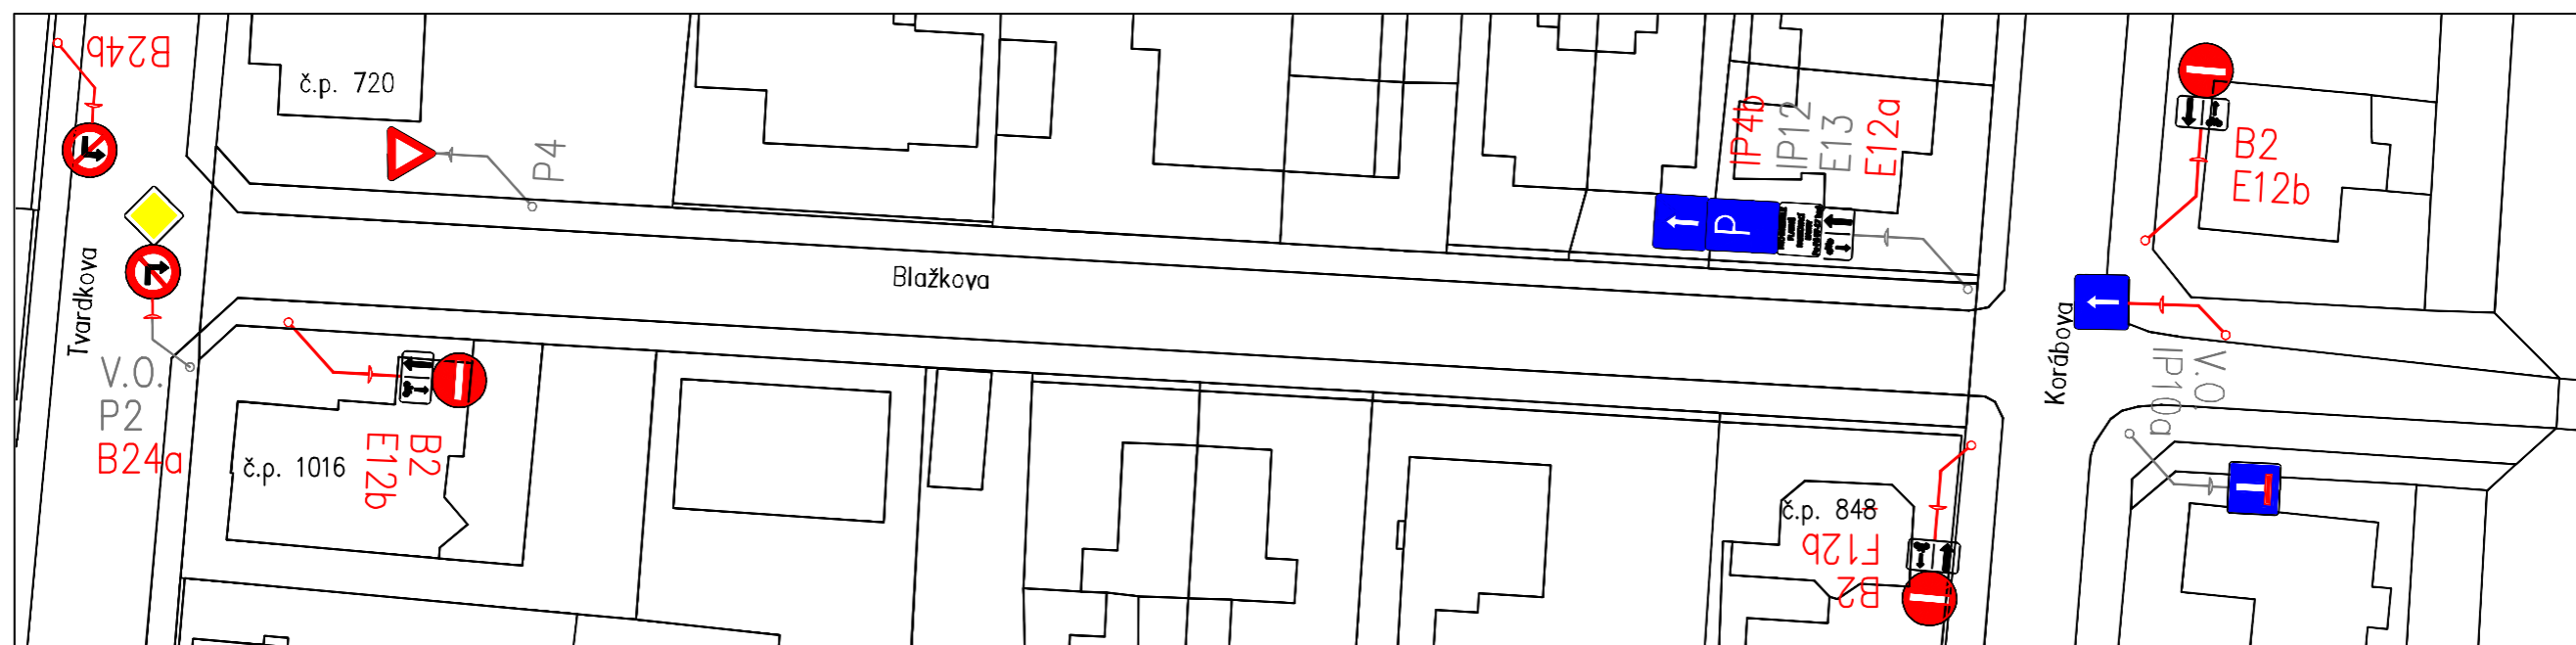 B24b
č.p. 720
P4
IP4b
IP12
E13
E12a
P
B2
E12b
Tvardkova
Blažkova
Korábova
V.O.
P2
B24a
č.p. 1016
B2
E12b
č.p. 848
F12b
B2
V.O.
IP10a